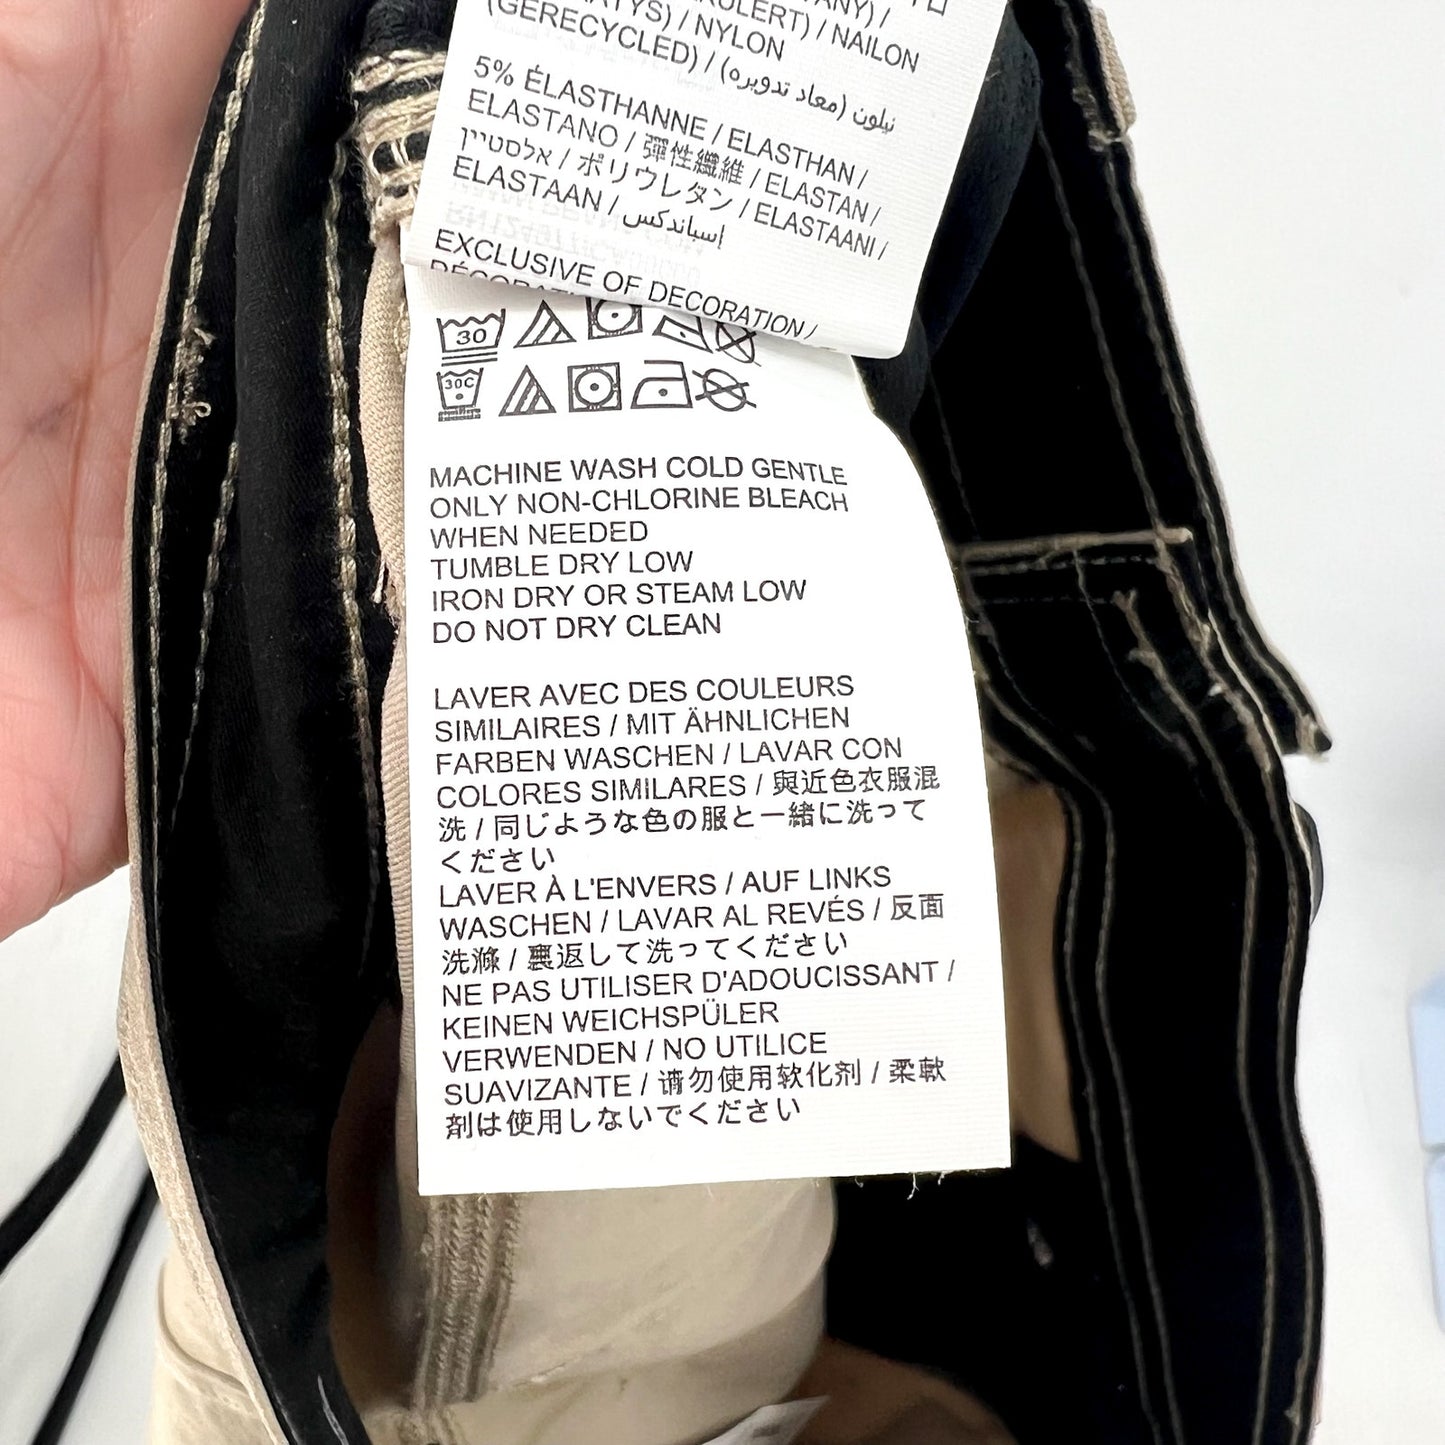 ANY) /
KULERT) / NAILON
RTYS) / NYLON
(GERECYCLED) / (نيلون (معاد تدويره
5% ÉLASTHANNE / ELASTHAN /
ELASTANO / 彈性纖維 / ELASTAN /
אלסטיין / ポリウレタン / ELASTAANI /
ELASTAAN / إسباندكس
EXCLUSIVE OF DECORATION /
30
30C
MACHINE WASH COLD GENTLE
ONLY NON-CHLORINE BLEACH
WHEN NEEDED
TUMBLE DRY LOW
IRON DRY OR STEAM LOW
DO NOT DRY CLEAN
LAVER AVEC DES COULEURS
SIMILAIRES / MIT ÄHNLICHEN
FARBEN WASCHEN / LAVAR CON
COLORES SIMILARES / 與近色衣服混
洗 / 同じような色の服と一緒に洗って
ください
LAVER À L'ENVERS / AUF LINKS
WASCHEN / LAVAR AL REVÉS / 反面
洗滌 / 裏返して洗ってください
NE PAS UTILISER D'ADOUCISSANT /
KEINEN WEICHSPÜLER
VERWENDEN / NO UTILICE
SUAVIZANTE / 请勿使用软化剂 / 柔軟
剤は使用しないでください